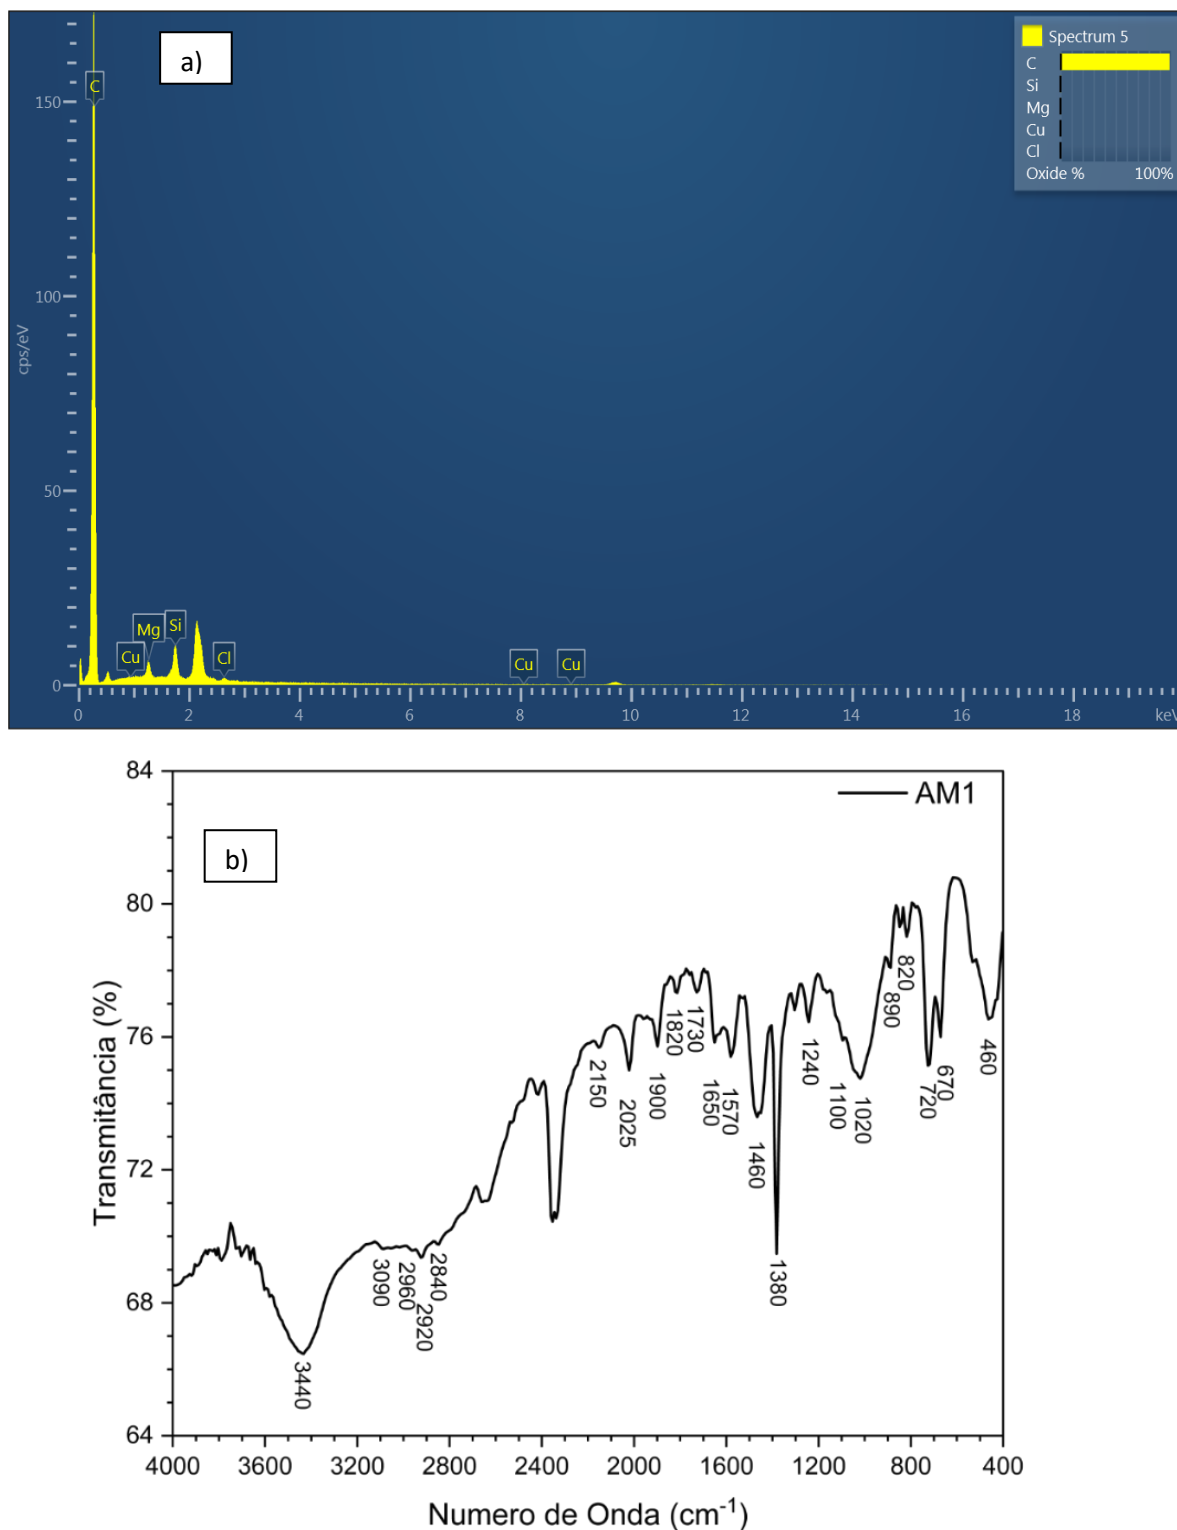 a)
Spectrum 5
C
Si
Mg
Cu
Cl
Oxide % 100%
C
150
100
50
0
cps/eV
Cu
Mg
Si
Cl
Cu
Cu
0 2 4 6 8 10 12 14 16 18 keV
b)
AM1
84
80
76
72
68
64
Transmitância (%)
3440
3090
2960
2920
2840
2150
2025
1900
1820
1730
1650
1570
1460
1380
1240
1100
1020
890
820
720
670
460
4000 3600 3200 2800 2400 2000 1600 1200 800 400
Numero de Onda (cm-1)